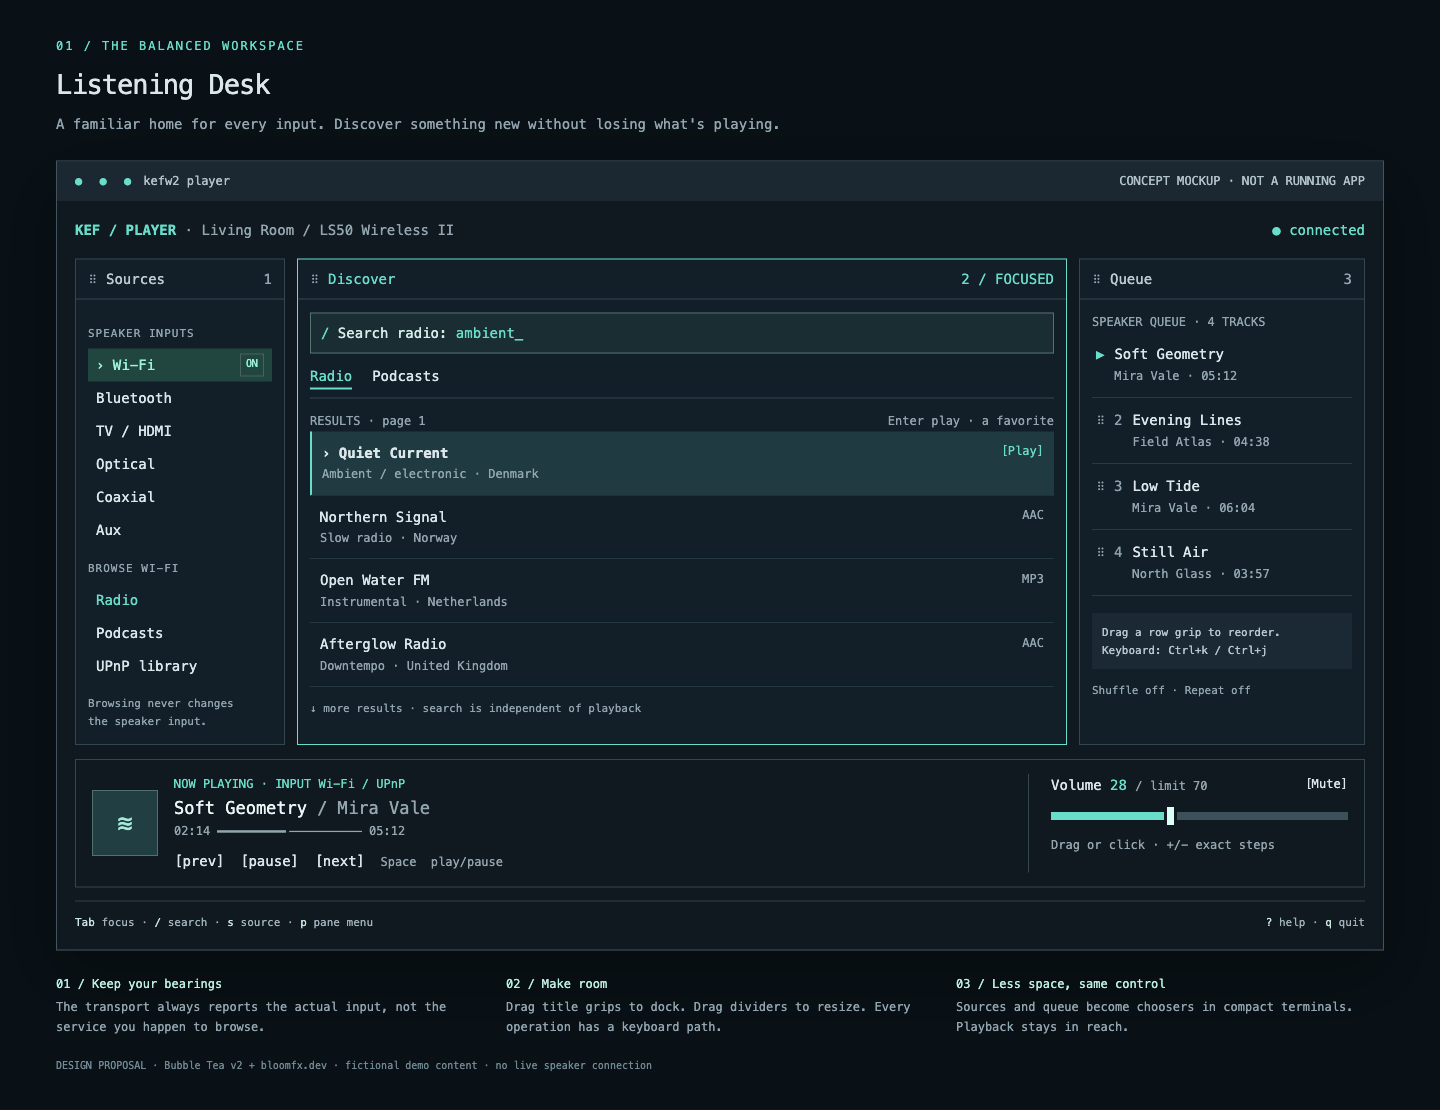 01 / THE BALANCED WORKSPACE
Listening Desk
A familiar home for every input. Discover something new without losing what's playing.
● ● ● kefw2 player
CONCEPT MOCKUP · NOT A RUNNING APP
KEF / PLAYER · Living Room / LS50 Wireless II
● connected
⠿ Sources 1
SPEAKER INPUTS
› Wi-Fi ON
Bluetooth
TV / HDMI
Optical
Coaxial
Aux
BROWSE WI-FI
Radio
Podcasts
UPnP library
Browsing never changes
the speaker input.
⠿ Discover 2 / FOCUSED
/ Search radio: ambient_
Radio Podcasts
RESULTS · page 1 Enter play · a favorite
› Quiet Current [Play]
Ambient / electronic · Denmark
Northern Signal AAC
Slow radio · Norway
Open Water FM MP3
Instrumental · Netherlands
Afterglow Radio AAC
Downtempo · United Kingdom
↓ more results · search is independent of playback
⠿ Queue 3
SPEAKER QUEUE · 4 TRACKS
▶ Soft Geometry
Mira Vale · 05:12
⠿ 2 Evening Lines
Field Atlas · 04:38
⠿ 3 Low Tide
Mira Vale · 06:04
⠿ 4 Still Air
North Glass · 03:57
Drag a row grip to reorder.
Keyboard: Ctrl+k / Ctrl+j
Shuffle off · Repeat off
≋
NOW PLAYING · INPUT Wi-Fi / UPnP
Soft Geometry / Mira Vale
02:14 05:12
[prev] [pause] [next] Space play/pause
Volume 28 / limit 70 [Mute]
Drag or click · +/− exact steps
Tab focus · / search · s source · p pane menu
? help · q quit
01 / Keep your bearings
The transport always reports the actual input, not the
service you happen to browse.
02 / Make room
Drag title grips to dock. Drag dividers to resize. Every
operation has a keyboard path.
03 / Less space, same control
Sources and queue become choosers in compact terminals.
Playback stays in reach.
DESIGN PROPOSAL · Bubble Tea v2 + bloomfx.dev · fictional demo content · no live speaker connection